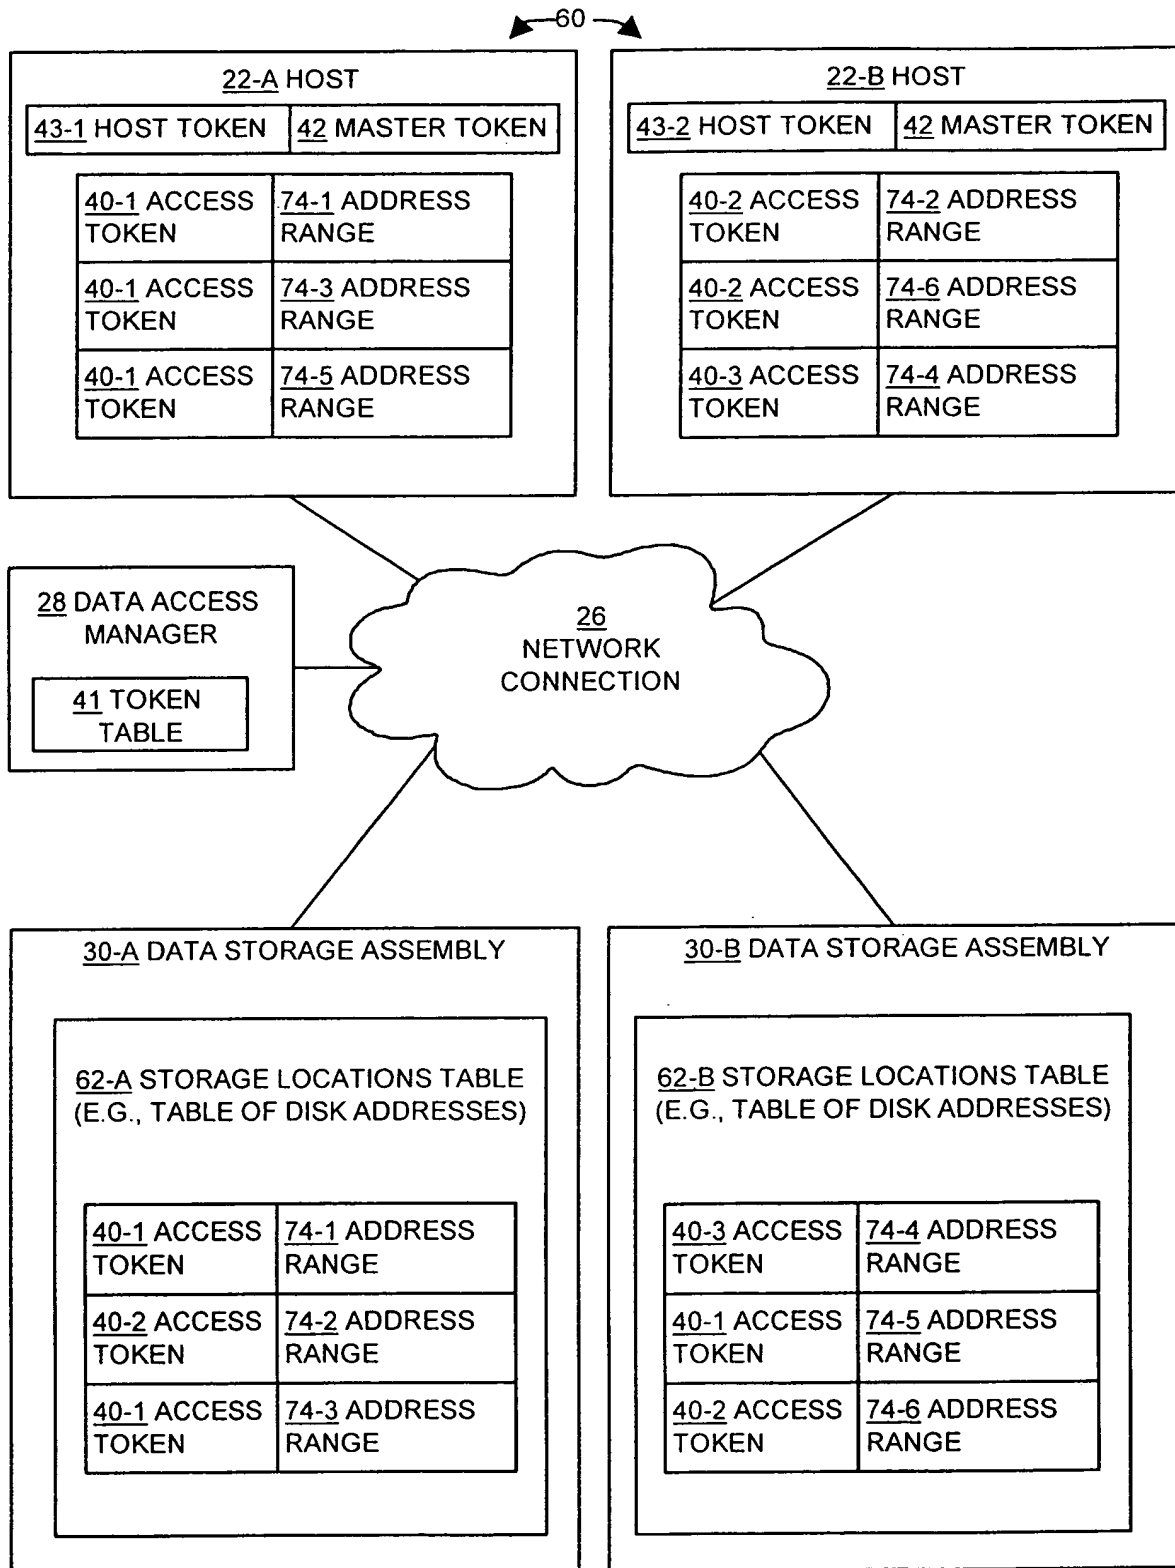 60
22-A HOST
43-1 HOST TOKEN
42 MASTER TOKEN
40-1 ACCESS
TOKEN
74-1 ADDRESS
RANGE
40-1 ACCESS
TOKEN
74-3 ADDRESS
RANGE
40-1 ACCESS
TOKEN
74-5 ADDRESS
RANGE
22-B HOST
43-2 HOST TOKEN
42 MASTER TOKEN
40-2 ACCESS
TOKEN
74-2 ADDRESS
RANGE
40-2 ACCESS
TOKEN
74-6 ADDRESS
RANGE
40-3 ACCESS
TOKEN
74-4 ADDRESS
RANGE
28 DATA ACCESS
MANAGER
41 TOKEN
TABLE
26
NETWORK
CONNECTION
30-A DATA STORAGE ASSEMBLY
62-A STORAGE LOCATIONS TABLE
(E.G., TABLE OF DISK ADDRESSES)
40-1 ACCESS
TOKEN
74-1 ADDRESS
RANGE
40-2 ACCESS
TOKEN
74-2 ADDRESS
RANGE
40-1 ACCESS
TOKEN
74-3 ADDRESS
RANGE
30-B DATA STORAGE ASSEMBLY
62-B STORAGE LOCATIONS TABLE
(E.G., TABLE OF DISK ADDRESSES)
40-3 ACCESS
TOKEN
74-4 ADDRESS
RANGE
40-1 ACCESS
TOKEN
74-5 ADDRESS
RANGE
40-2 ACCESS
TOKEN
74-6 ADDRESS
RANGE